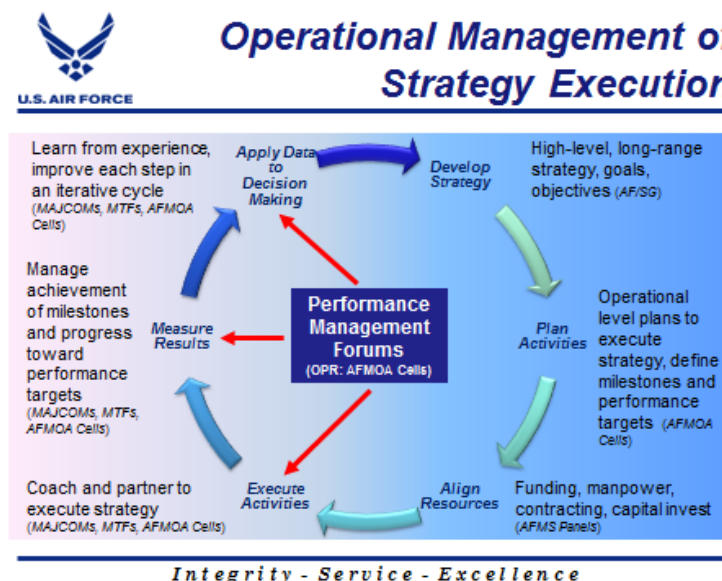 Operational Management of
Strategy Execution
U.S. AIR FORCE
Learn from experience,
improve each step in
an iterative cycle
(MAJCOMs, MTFs, AFMOA
Cells)
Apply Data
to
Decision
Making
Develop
Strategy
High-level, long-range
strategy, goals,
objectives (AF/SG)
Manage
achievement
of milestones
and progress
toward
performance
targets
(MAJCOMs, MTFs,
AFMOA Cells)
Measure
Results
Performance
Management
Forums
(OPR: AFMOA Cells)
Plan
Activities
Operational
level plans to
execute
strategy, define
milestones and
performance
targets (AFMOA
Cells)
Coach and partner to
execute strategy
(MAJCOMs, MTFs, AFMOA Cells)
Execute
Activities
Align
Resources
Funding, manpower,
contracting, capital invest
(AFMS Panels)
Integrity - Service - Excellence